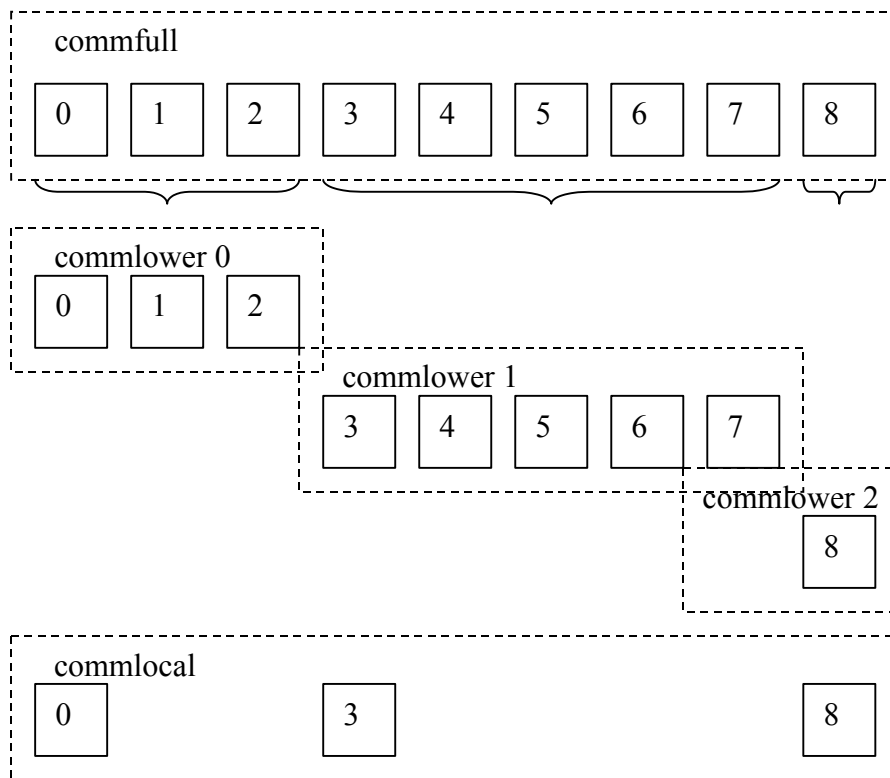 commfull
0 1 2 3 4 5 6 7 8
commlower 0
0 1 2
commlower 1
3 4 5 6 7
commlower 2
8
commlocal
0 3 8